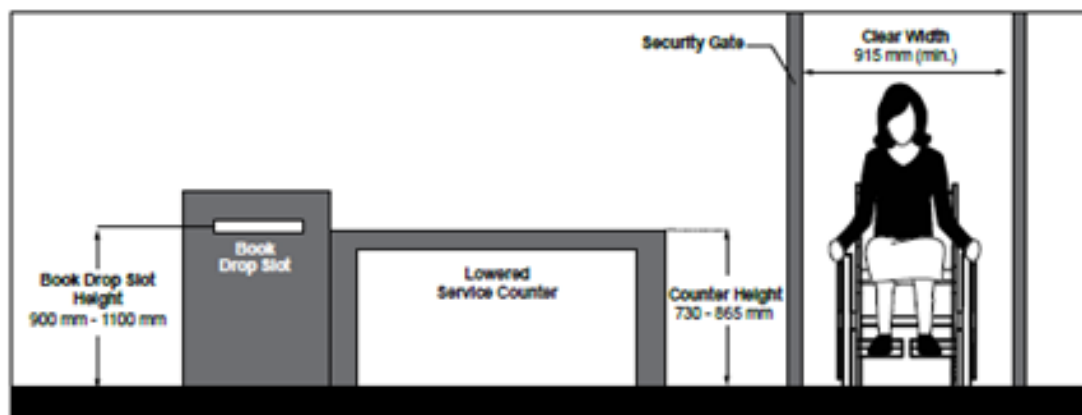 Security Gate
Clear Width
915 mm (min.)
Book
Drop Slot
Book Drop Slot
Height
900 mm - 1100 mm
Lowered
Service Counter
Counter Height
730 - 865 mm